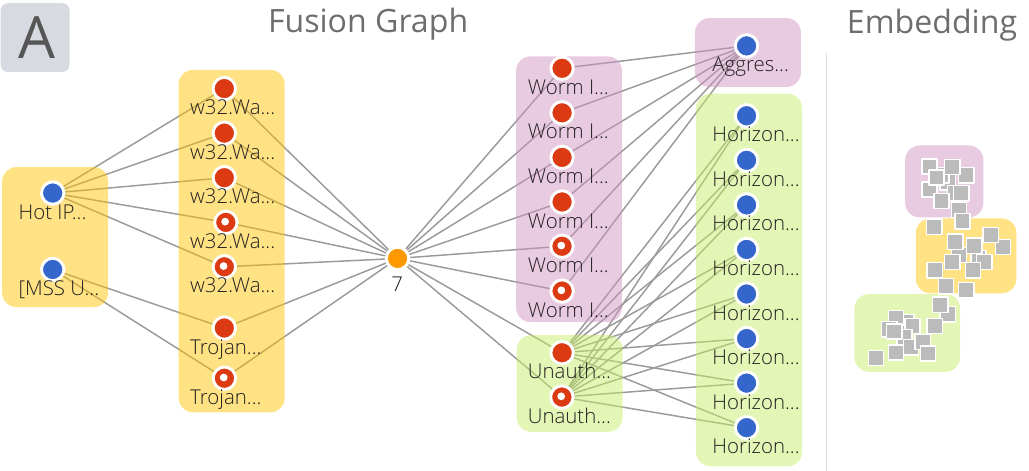 A
Fusion Graph
Embedding
Hot IP...
[MSS U...
w32.Wa...
w32.Wa...
w32.Wa...
w32.Wa...
w32.Wa...
Trojan...
Trojan...
7
Worm I...
Worm I...
Worm I...
Worm I...
Worm I...
Worm I...
Unauth...
Unauth...
Aggres...
Horizon...
Horizon...
Horizon...
Horizon...
Horizon...
Horizon...
Horizon...
Horizon...